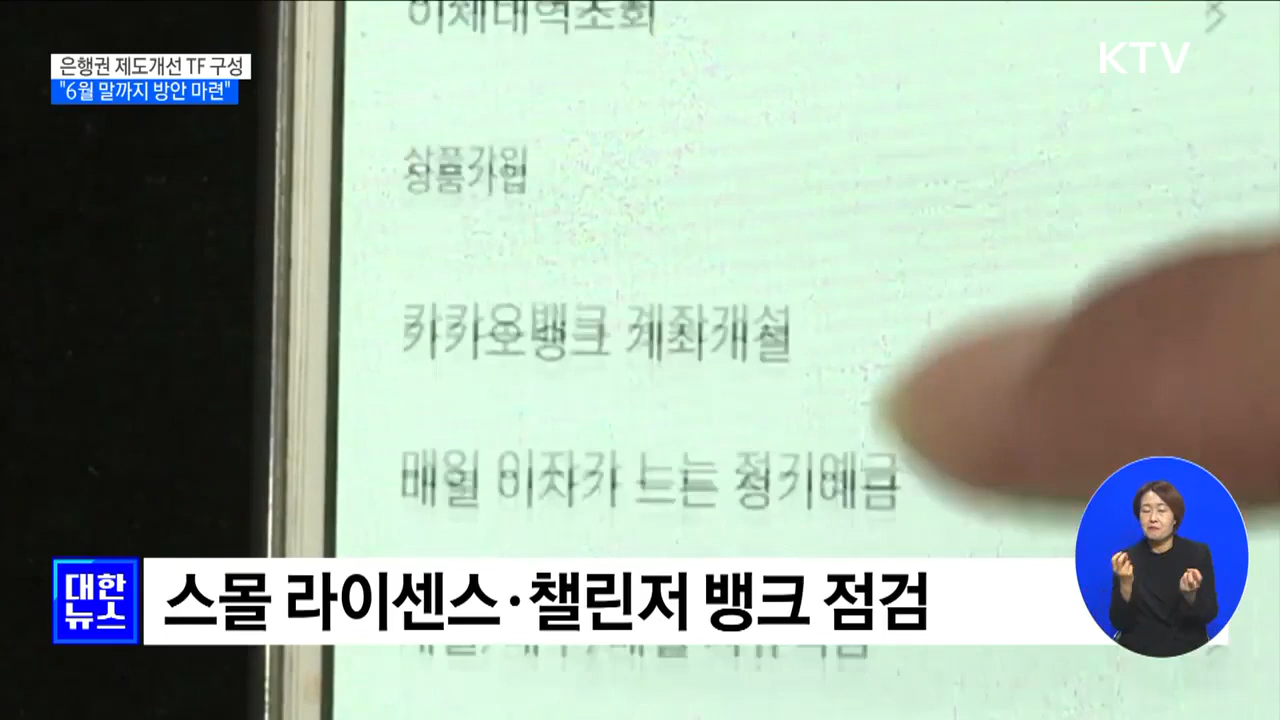 이체내역조회
KTV
은행권 제도개선 TF 구성
"6월 말까지 방안 마련"
상품가입
카카오뱅크 계좌개설
매일 이자가 느는 정기예금
대한
뉴스
스몰 라이센스·챌린저 뱅크 점검